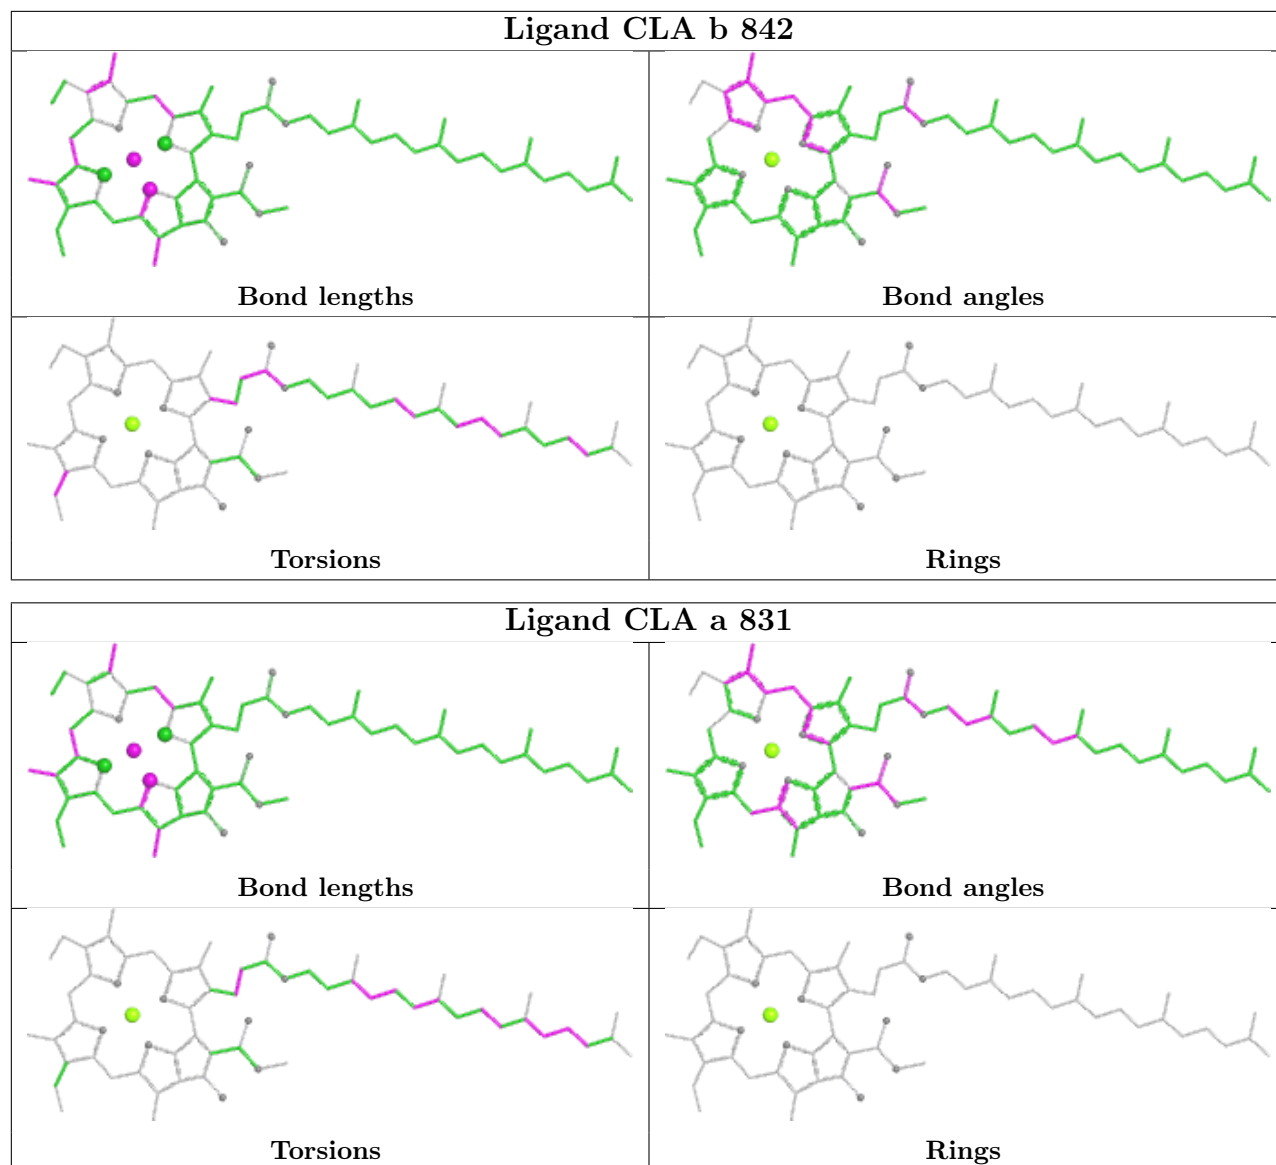 Ligand CLA b 842
Bond lengths
Bond angles
Torsions
Rings
Ligand CLA a 831
Bond lengths
Bond angles
Torsions
Rings